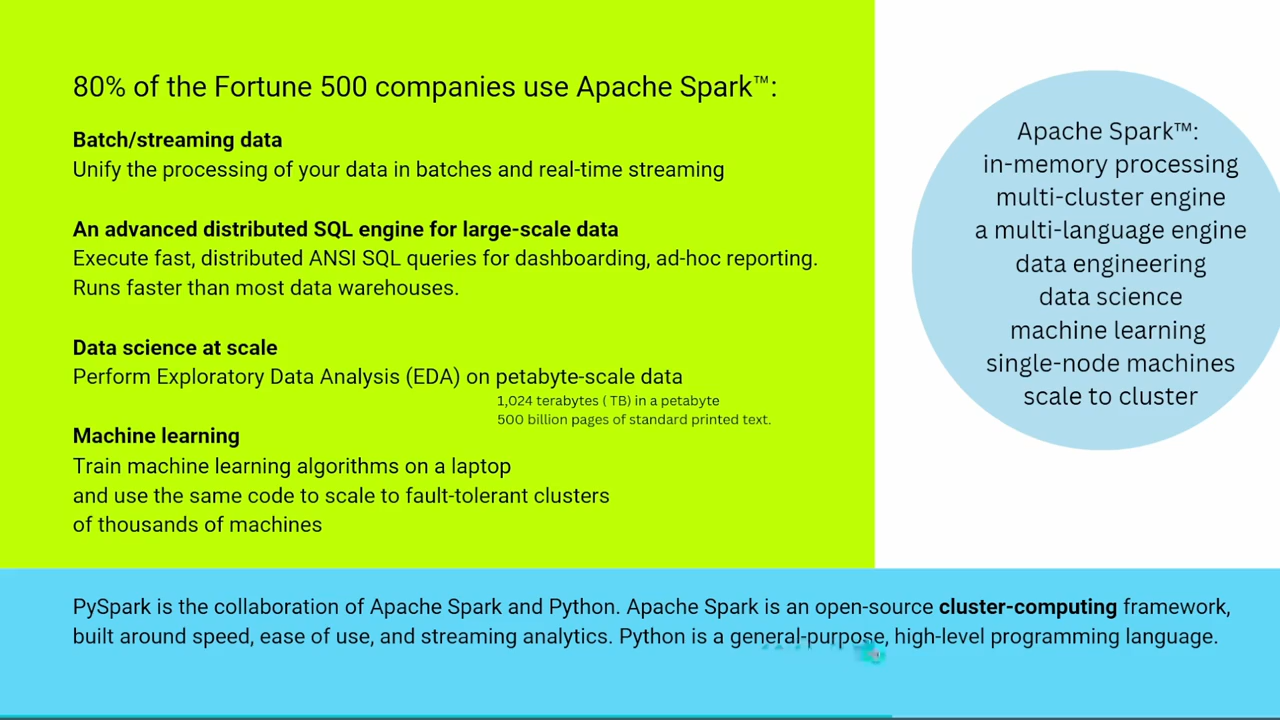 80% of the Fortune 500 companies use Apache Spark™:
Batch/streaming data
Unify the processing of your data in batches and real-time streaming
An advanced distributed SQL engine for large-scale data
Execute fast, distributed ANSI SQL queries for dashboarding, ad-hoc reporting.
Runs faster than most data warehouses.
Data science at scale
Perform Exploratory Data Analysis (EDA) on petabyte-scale data
1,024 terabytes ( TB) in a petabyte
500 billion pages of standard printed text.
Machine learning
Train machine learning algorithms on a laptop
and use the same code to scale to fault-tolerant clusters
of thousands of machines
Apache Spark™:
in-memory processing
multi-cluster engine
a multi-language engine
data engineering
data science
machine learning
single-node machines
scale to cluster
PySpark is the collaboration of Apache Spark and Python. Apache Spark is an open-source cluster-computing framework,
built around speed, ease of use, and streaming analytics. Python is a general-purpose, high-level programming language.